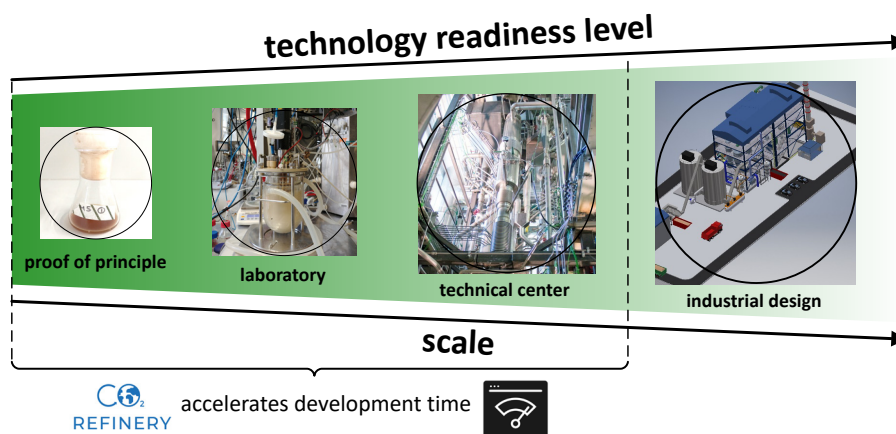 technology readiness level
proof of principle
laboratory
technical center
industrial design
scale
CO2
REFINERY
accelerates development time